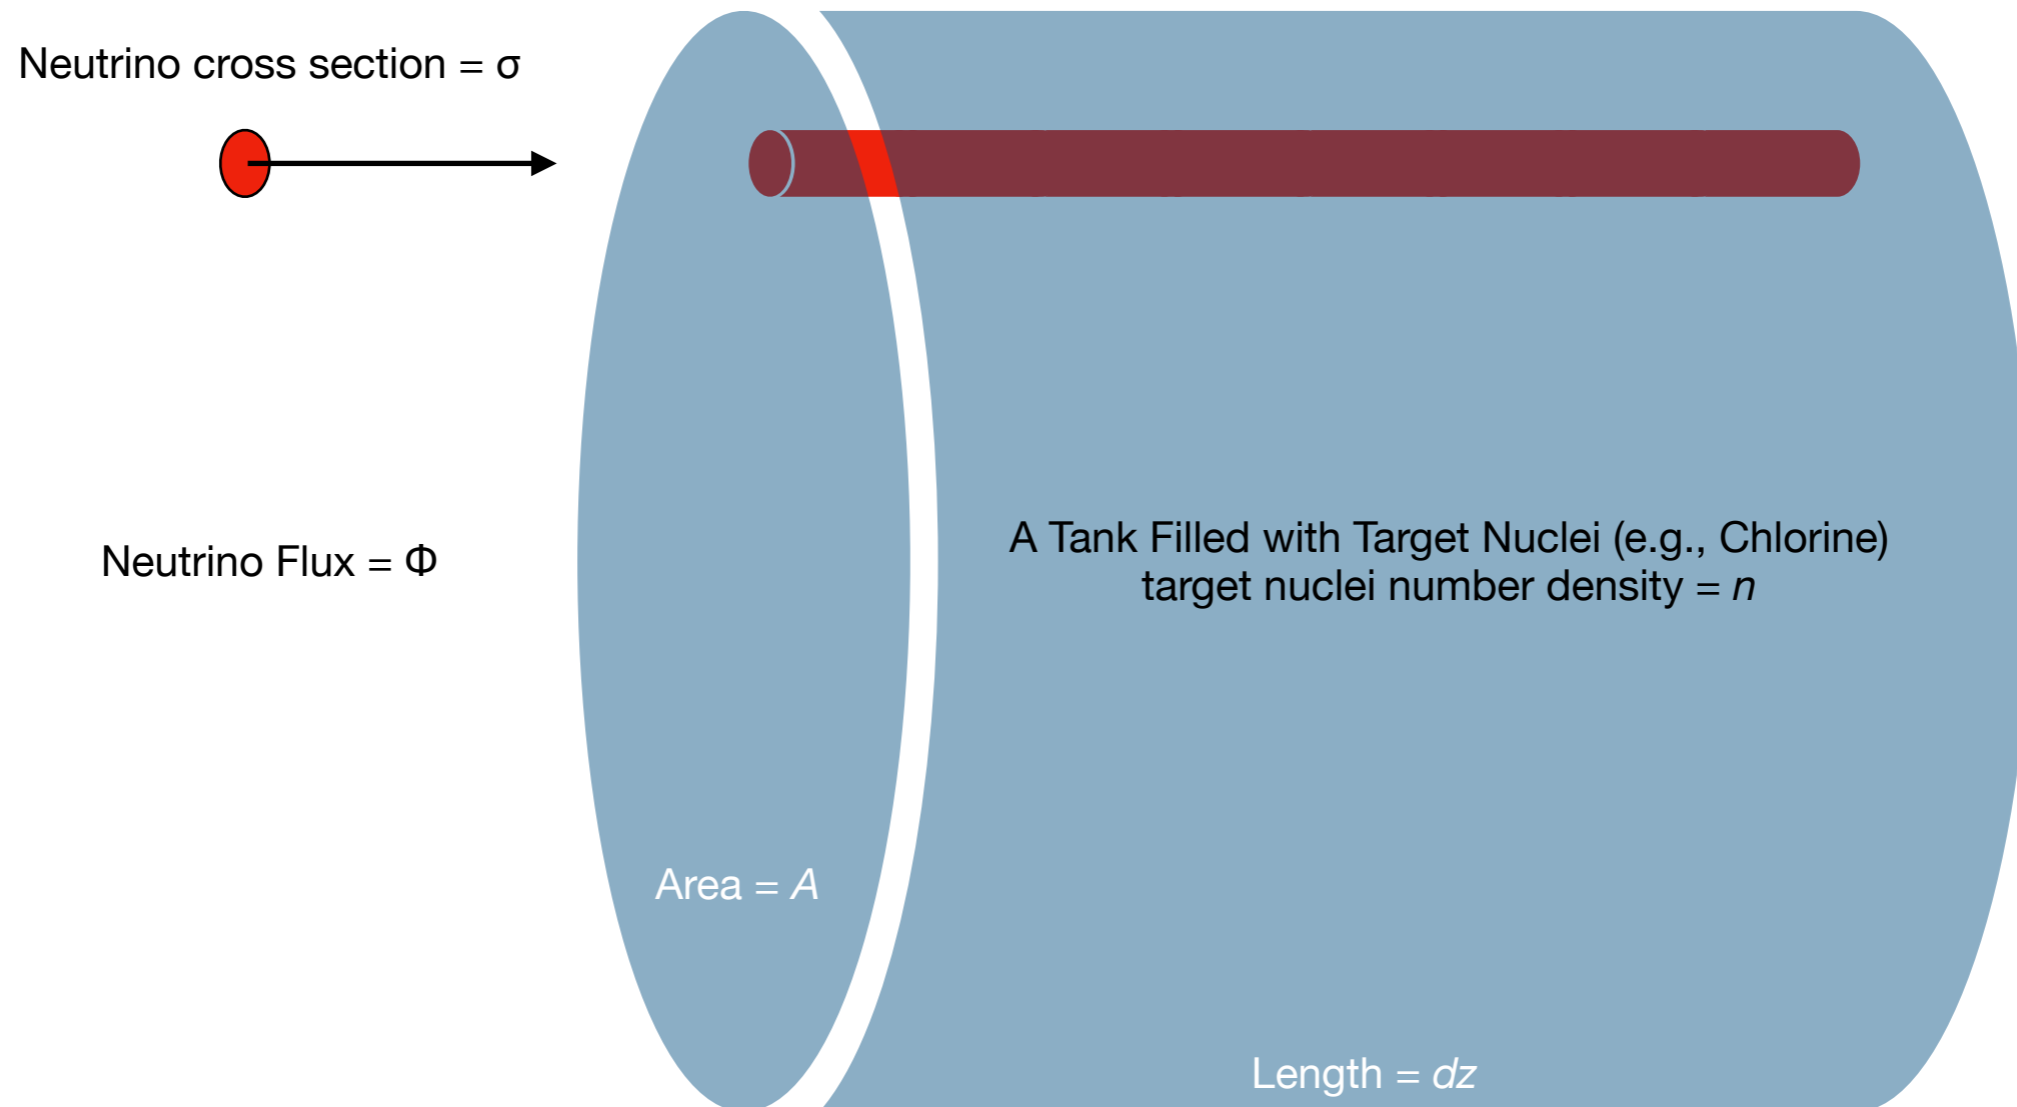 Neutrino cross section = σ
Neutrino Flux = Φ
A Tank Filled with Target Nuclei (e.g., Chlorine)
target nuclei number density = n
Area = A
Length = dz